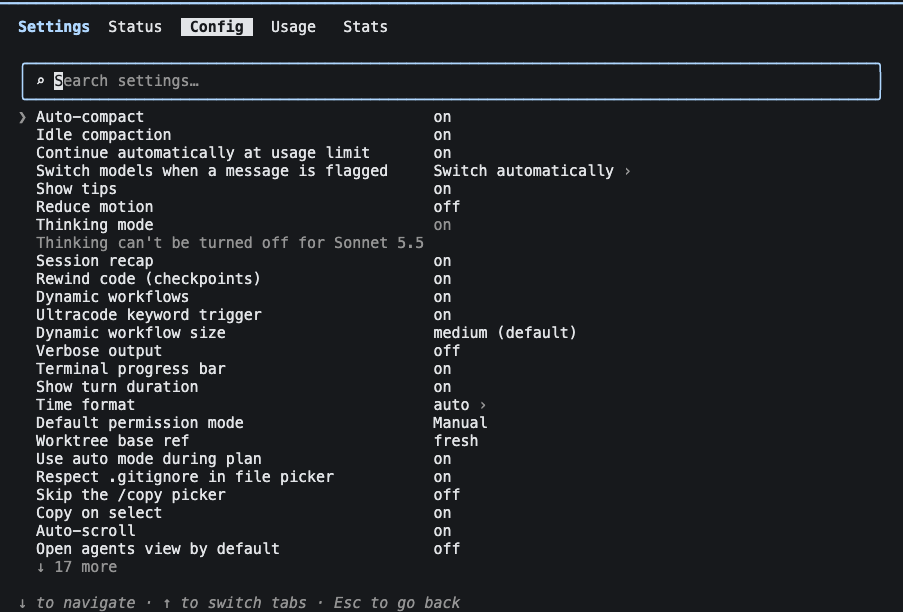 Settings Status Config Usage Stats
⌕ Search settings…
❯ Auto-compact on
Idle compaction on
Continue automatically at usage limit on
Switch models when a message is flagged Switch automatically ›
Show tips on
Reduce motion off
Thinking mode on
Thinking can't be turned off for Sonnet 5.5
Session recap on
Rewind code (checkpoints) on
Dynamic workflows on
Ultracode keyword trigger on
Dynamic workflow size medium (default)
Verbose output off
Terminal progress bar on
Show turn duration on
Time format auto ›
Default permission mode Manual
Worktree base ref fresh
Use auto mode during plan on
Respect .gitignore in file picker on
Skip the /copy picker off
Copy on select on
Auto-scroll on
Open agents view by default off
↓ 17 more
↓ to navigate · ↑ to switch tabs · Esc to go back